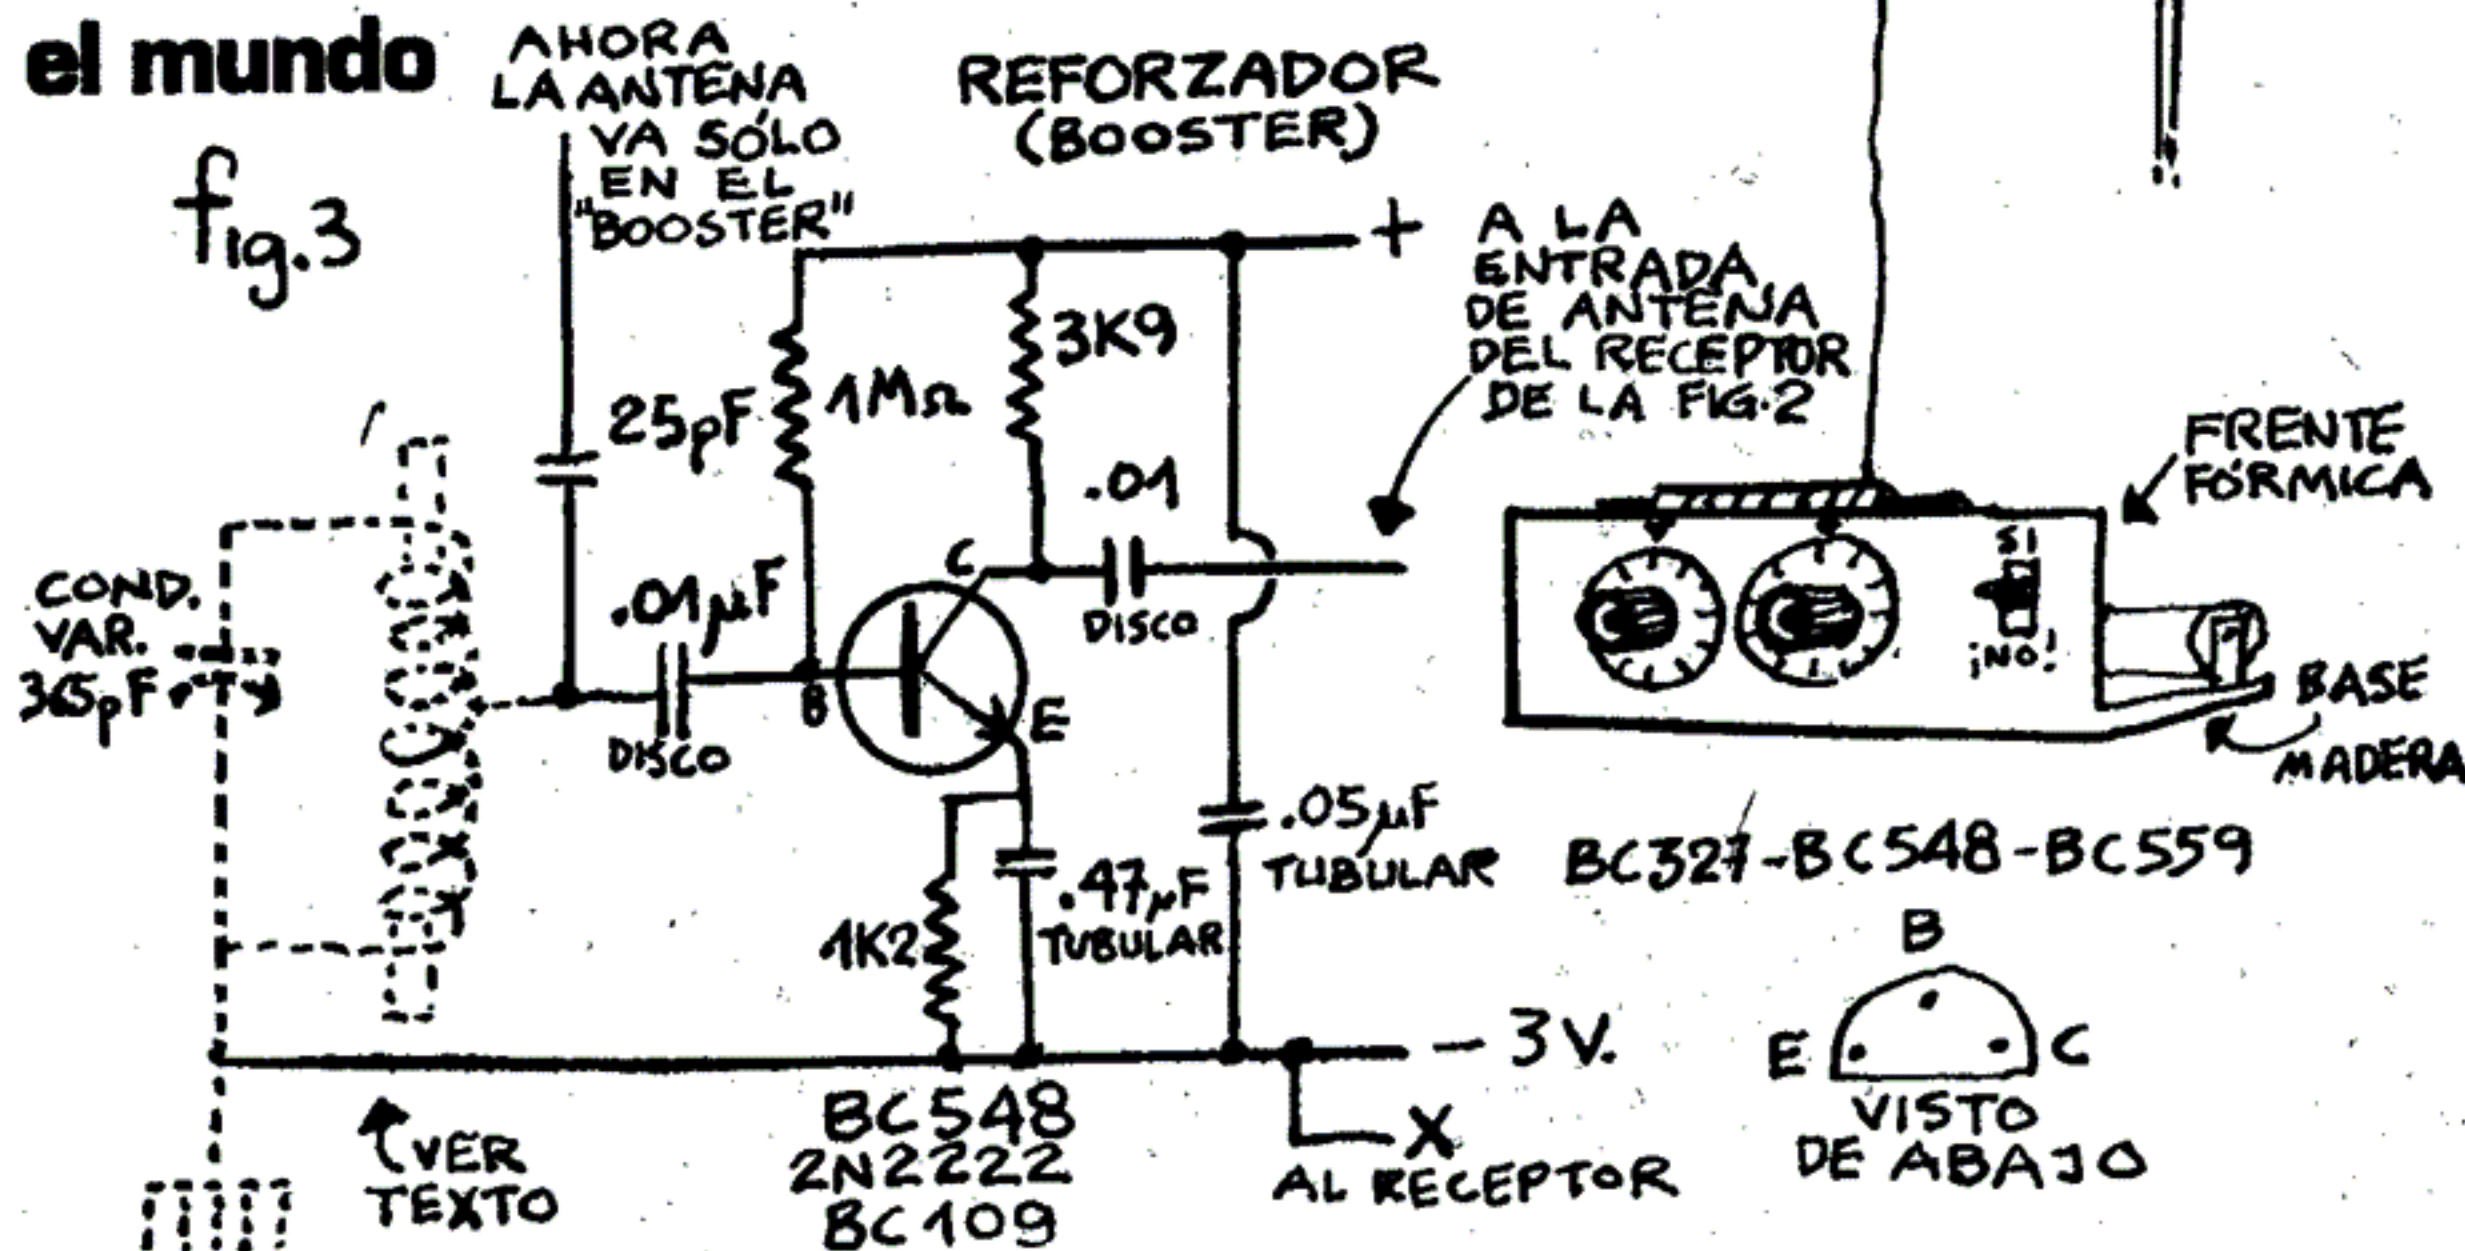 el mundo
fig.3
AHORA
LA ANTENA
VA SÓLO
EN EL
"BOOSTER"
REFORZADOR
(BOOSTER)
+
A LA
ENTRADA
DE ANTENA
DEL RECEPTOR
DE LA FIG.2
25pF
1MΩ
3K9
.01
DISCO
COND.
VAR.
365pF
.01µF
DISCO
B
C
E
1K2
.47µF
TUBULAR
.05µF
TUBULAR
- 3V.
X
AL RECEPTOR
VER
TEXTO
BC548
2N2222
BC109
FRENTE
FÓRMICA
SI
¡NO!
BASE
MADERA
BC327-BC548-BC559
B
E
C
VISTO
DE ABAJO